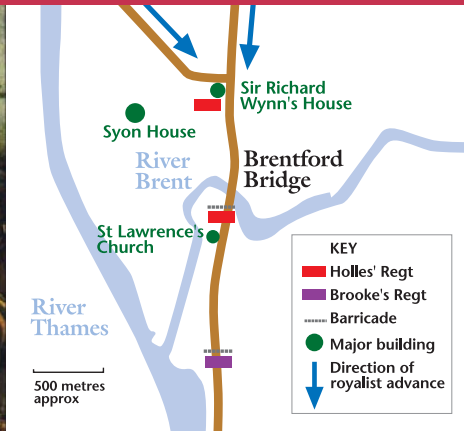 Sir Richard
Wynn's House
Syon House
River
Brent
Brentford
Bridge
St Lawrence's
Church
River
Thames
500 metres
approx
KEY
Holles' Regt
Brooke's Regt
Barricade
Major building
Direction of
royalist advance